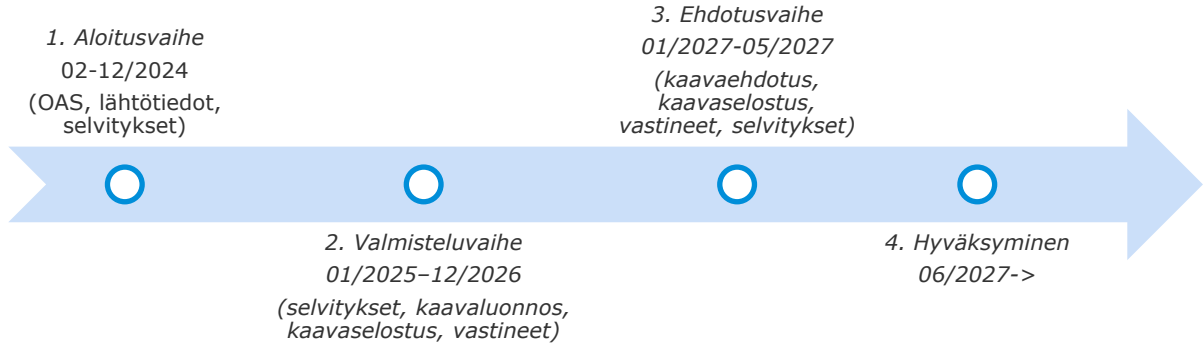 1. Aloitusvaihe
02-12/2024
(OAS, lähtötiedot,
selvitykset)
2. Valmisteluvaihe
01/2025–12/2026
(selvitykset, kaavaluonnos,
kaavaselostus, vastineet)
3. Ehdotusvaihe
01/2027-05/2027
(kaavaehdotus,
kaavaselostus,
vastineet, selvitykset)
4. Hyväksyminen
06/2027->